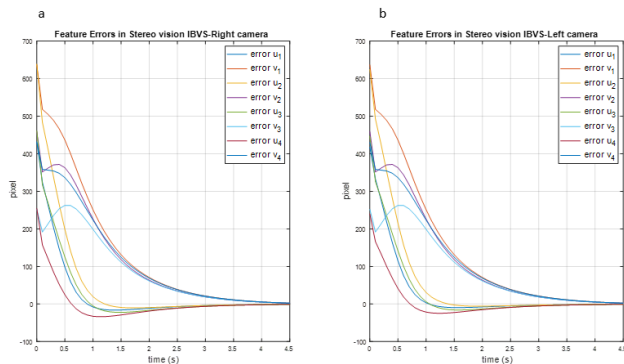 a
Feature Errors in Stereo vision IBVS-Right camera
700
600
500
400
300
200
100
0
-100
pixel
0
0.5
1
1.5
2
2.5
3
3.5
4
4.5
time (s)
error u1
error v1
error u2
error v2
error u3
error v3
error u4
error v4
b
Feature Errors in Stereo vision IBVS-Left camera
700
600
500
400
300
200
100
0
-100
pixel
0
0.5
1
1.5
2
2.5
3
3.5
4
4.5
time (s)
error u1
error v1
error u2
error v2
error u3
error v3
error u4
error v4